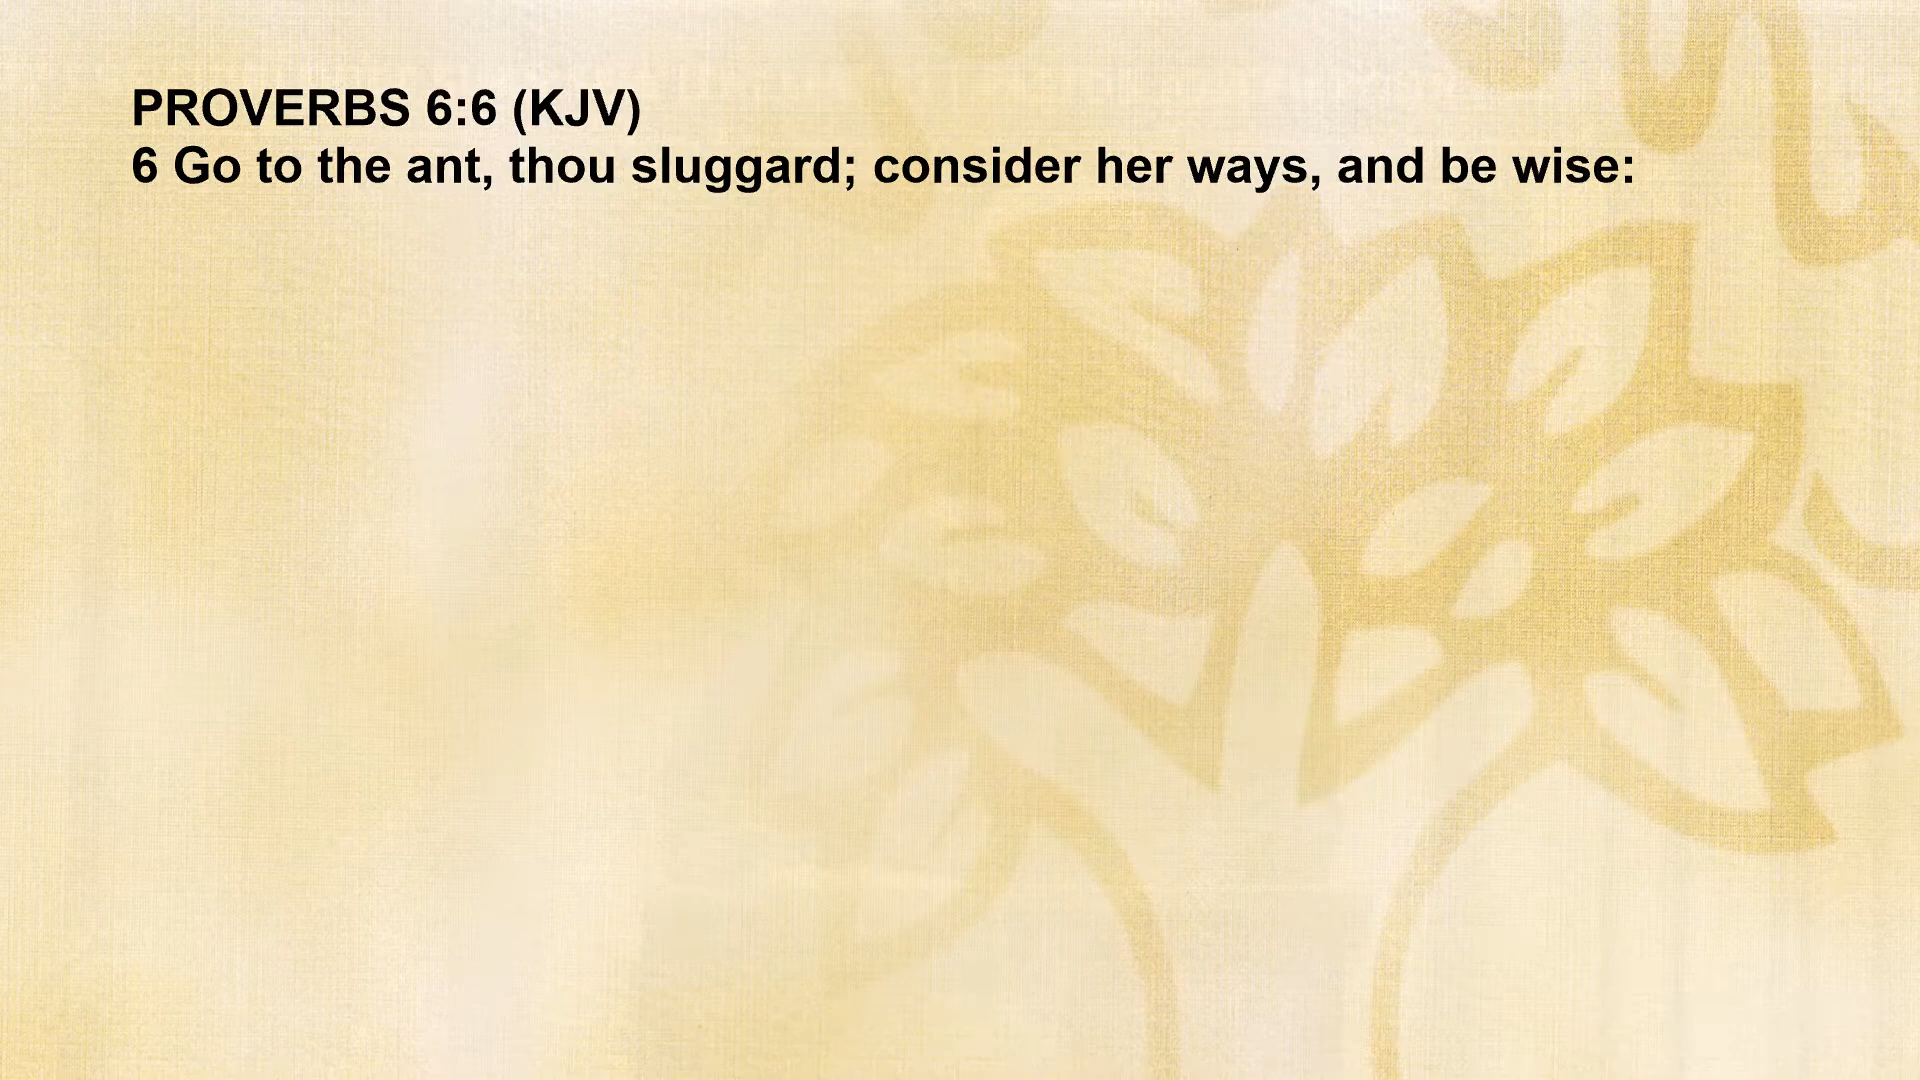 PROVERBS 6:6 (KJV)
6 Go to the ant, thou sluggard; consider her ways, and be wise: